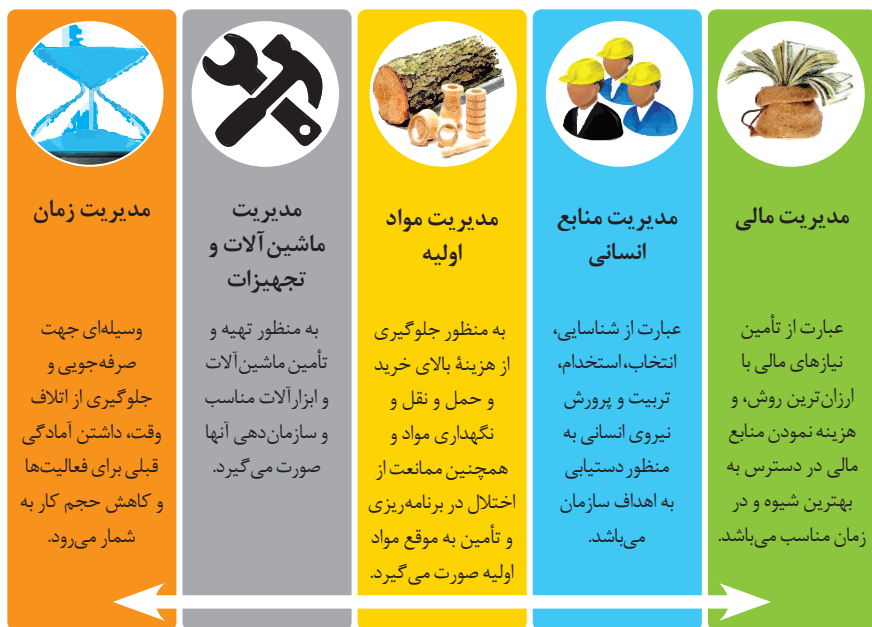 مدیریت مالی
عبارت از تأمین
نیازهای مالی با
ارزان‌ترین روش، و
هزینه نمودن منابع
مالی در دسترس به
بهترین شیوه و در
زمان مناسب می‌باشد.
مدیریت منابع
انسانی
عبارت از شناسایی،
انتخاب، استخدام،
تربیت و پرورش
نیروی انسانی به
منظور دستیابی
به اهداف سازمان
می‌باشد.
مدیریت مواد
اولیه
به منظور جلوگیری
از هزینهٔ بالای خرید
و حمل و نقل و
نگهداری مواد و
همچنین ممانعت از
اختلال در برنامه‌ریزی
و تأمین به موقع مواد
اولیه صورت می‌گیرد.
مدیریت
ماشین‌آلات و
تجهیزات
به منظور تهیه و
تأمین ماشین‌آلات
و ابزارآلات مناسب
و سازمان‌دهی آنها
صورت می‌گیرد.
مدیریت زمان
وسیله‌ای جهت
صرفه‌جویی و
جلوگیری از اتلاف
وقت، داشتن آمادگی
قبلی برای فعالیت‌ها
و کاهش حجم کار به
شمار می‌رود.